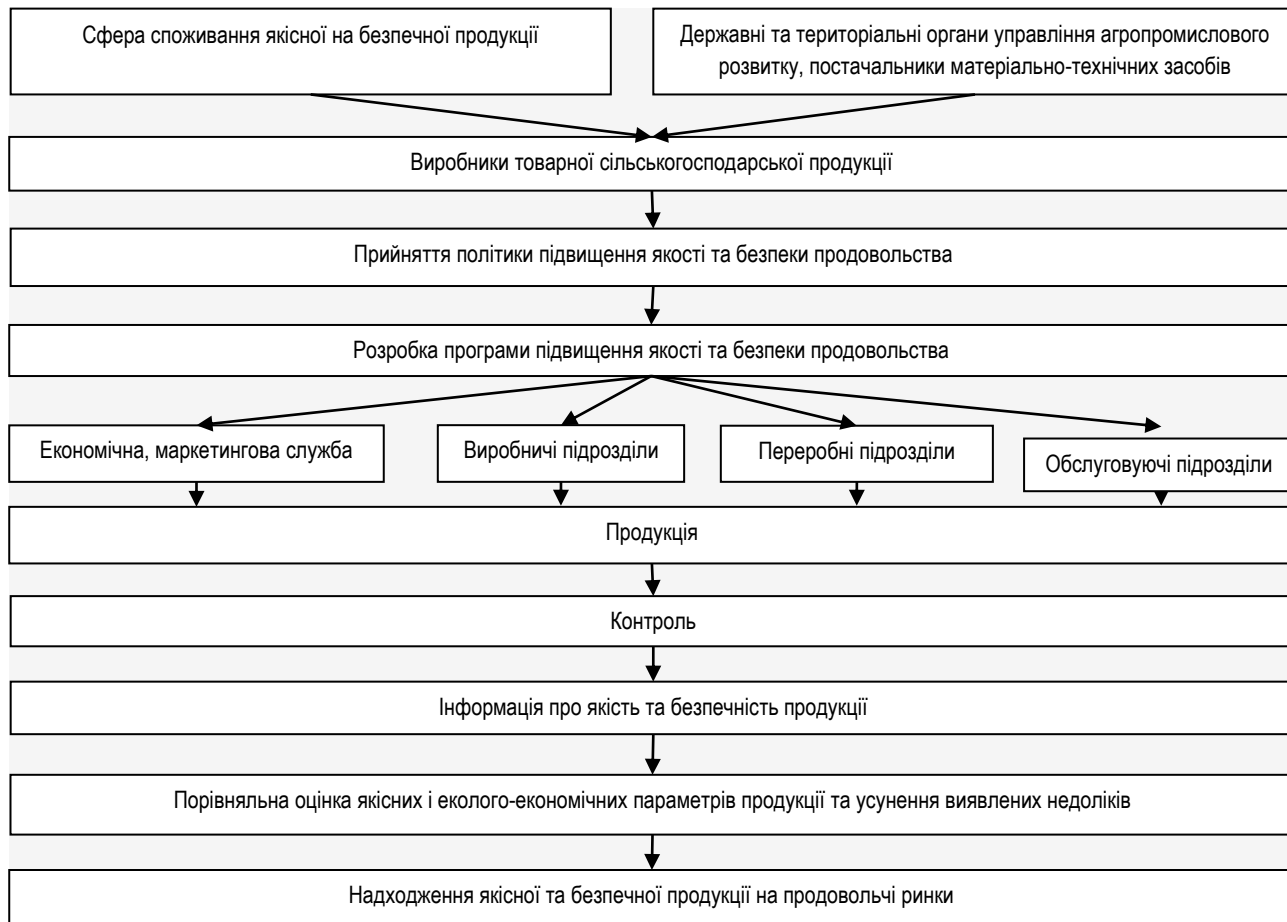 Сфера споживання якісної на безпечної продукції
Державні та територіальні органи управління агропромислового
розвитку, постачальники матеріально-технічних засобів
Виробники товарної сільськогосподарської продукції
Прийняття політики підвищення якості та безпеки продовольства
Розробка програми підвищення якості та безпеки продовольства
Економічна, маркетингова служба
Виробничі підрозділи
Переробні підрозділи
Обслуговуючі підрозділи
Продукція
Контроль
Інформація про якість та безпечність продукції
Порівняльна оцінка якісних і еколого-економічних параметрів продукції та усунення виявлених недоліків
Надходження якісної та безпечної продукції на продовольчі ринки